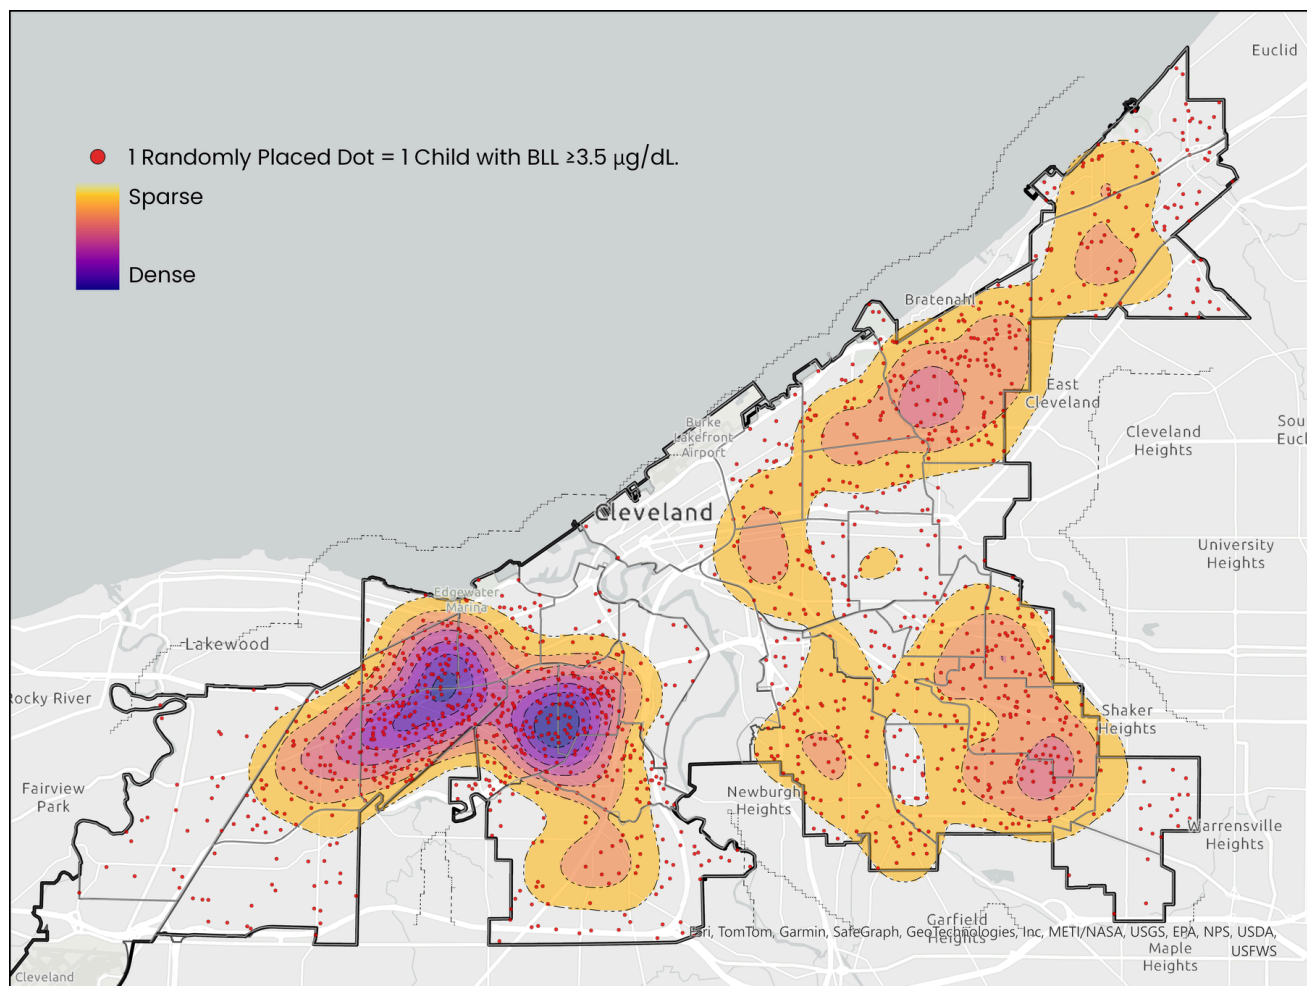 Euclid
1 Randomly Placed Dot = 1 Child with BLL ≥3.5 µg/dL.
Sparse
Dense
Bratenahl
East
Cleveland
Cleveland
Heights
Sou
Eucl
Burke
Lakefront
Airport
Cleveland
University
Heights
Edgewater
Marina
Lakewood
Rocky River
Shaker
Heights
Fairview
Park
Newburgh
Heights
Warrensville
Heights
Garfield
Heights
Esri, TomTom, Garmin, SafeGraph, GeoTechnologies, Inc, METI/NASA, USGS, EPA, NPS, USDA,
USFWS
Maple
Heights
Cleveland